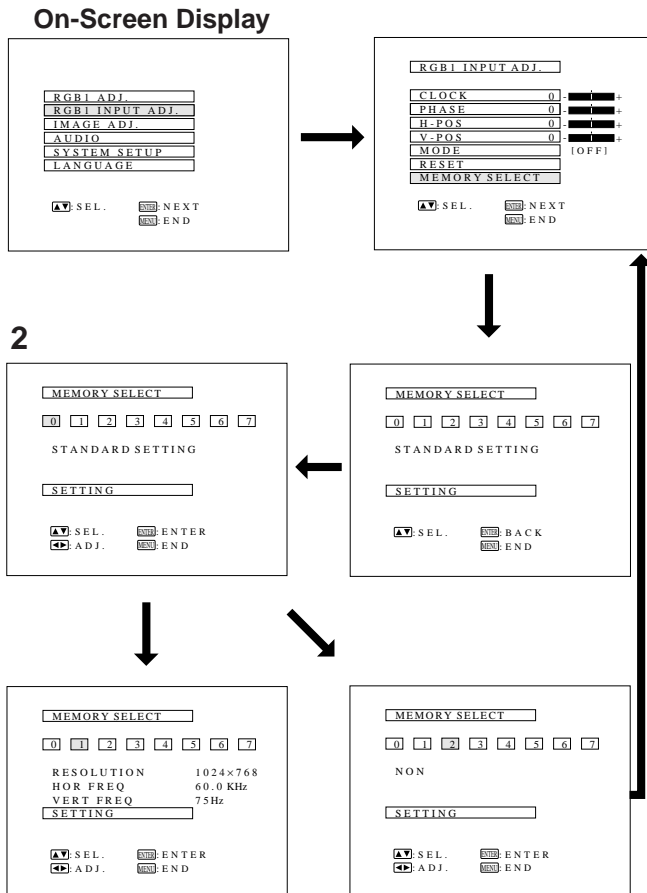 On-Screen Display
RGB1 ADJ.
RGB1 INPUT ADJ.
IMAGE ADJ.
AUDIO
SYSTEM SETUP
LANGUAGE
▲▼:SEL. ENTER:NEXT
MENU:END
RGB1 INPUT ADJ.
CLOCK 0 - +
PHASE 0 - +
H-POS 0 - +
V-POS 0 - +
MODE [OFF]
RESET
MEMORY SELECT
▲▼:SEL. ENTER:NEXT
MENU:END
2
MEMORY SELECT
0 1 2 3 4 5 6 7
STANDARD SETTING
SETTING
▲▼:SEL. ENTER:ENTER
◀▶:ADJ. MENU:END
MEMORY SELECT
0 1 2 3 4 5 6 7
STANDARD SETTING
SETTING
▲▼:SEL. ENTER:BACK
MENU:END
MEMORY SELECT
0 1 2 3 4 5 6 7
RESOLUTION 1024×768
HOR FREQ 60.0 KHz
VERT FREQ 75Hz
SETTING
▲▼:SEL. ENTER:ENTER
◀▶:ADJ. MENU:END
MEMORY SELECT
0 1 2 3 4 5 6 7
NON
SETTING
▲▼:SEL. ENTER:ENTER
◀▶:ADJ. MENU:END